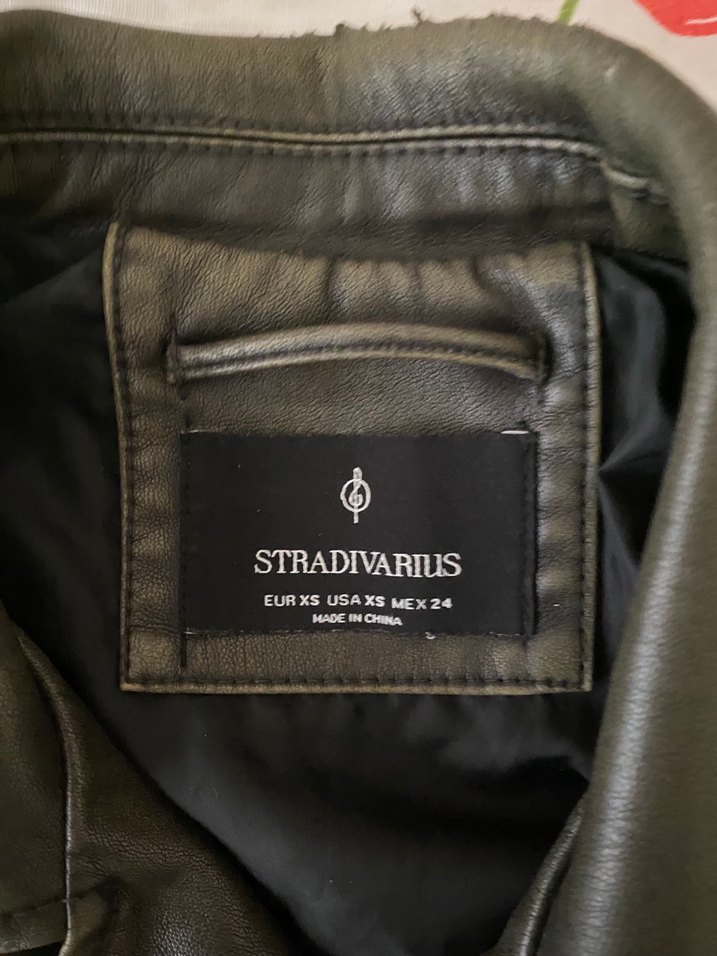 STRADIVARIUS
EUR XS USA XS MEX 24
MADE IN CHINA